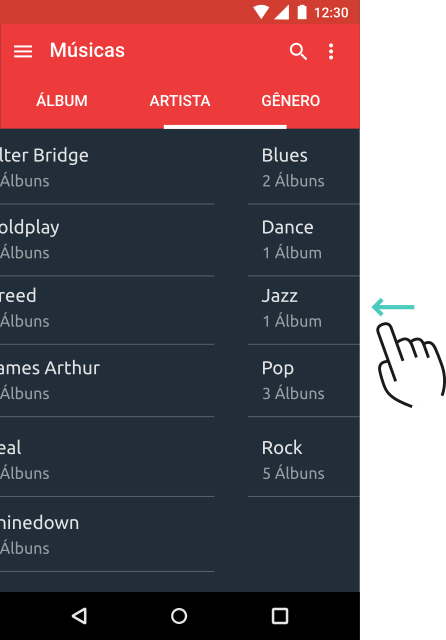 12:30
Músicas
ÁLBUM ARTISTA GÊNERO
lter Bridge
Álbuns
oldplay
Álbuns
reed
Álbuns
ames Arthur
Álbuns
eal
Álbuns
hinedown
Álbuns
Blues
2 Álbuns
Dance
1 Álbum
Jazz
1 Álbum
Pop
3 Álbuns
Rock
5 Álbuns